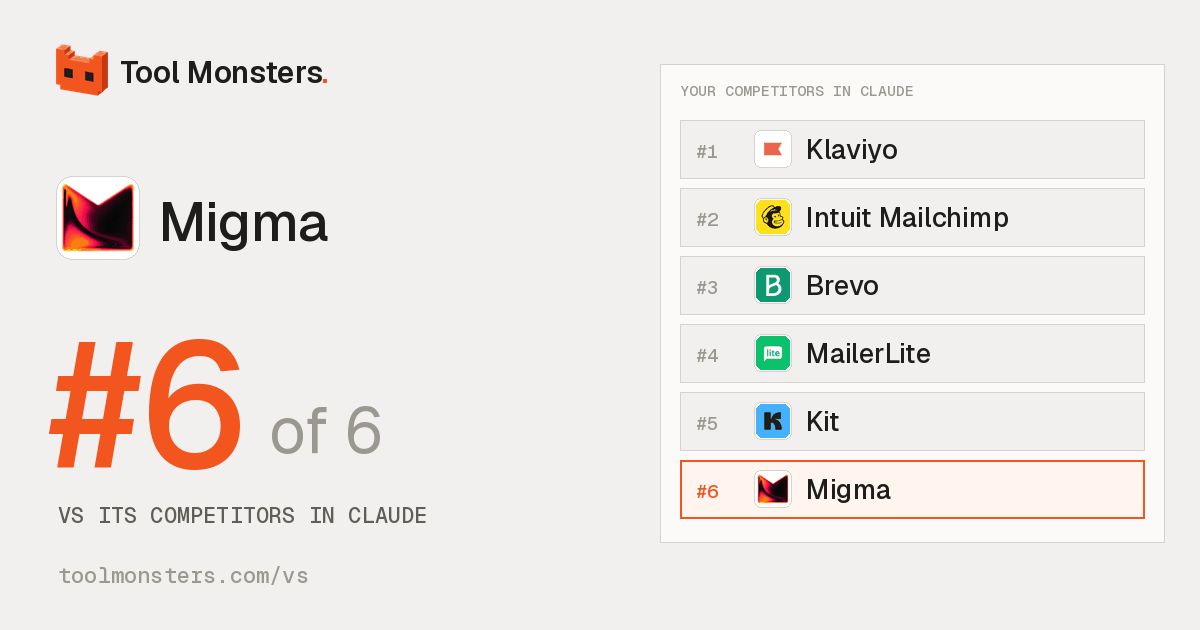 Tool Monsters.
Migma
#6 of 6
VS ITS COMPETITORS IN CLAUDE
toolmonsters.com/vs
YOUR COMPETITORS IN CLAUDE
#1 Klaviyo
#2 Intuit Mailchimp
#3 B Brevo
#4 lite MailerLite
#5 K Kit
#6 Migma